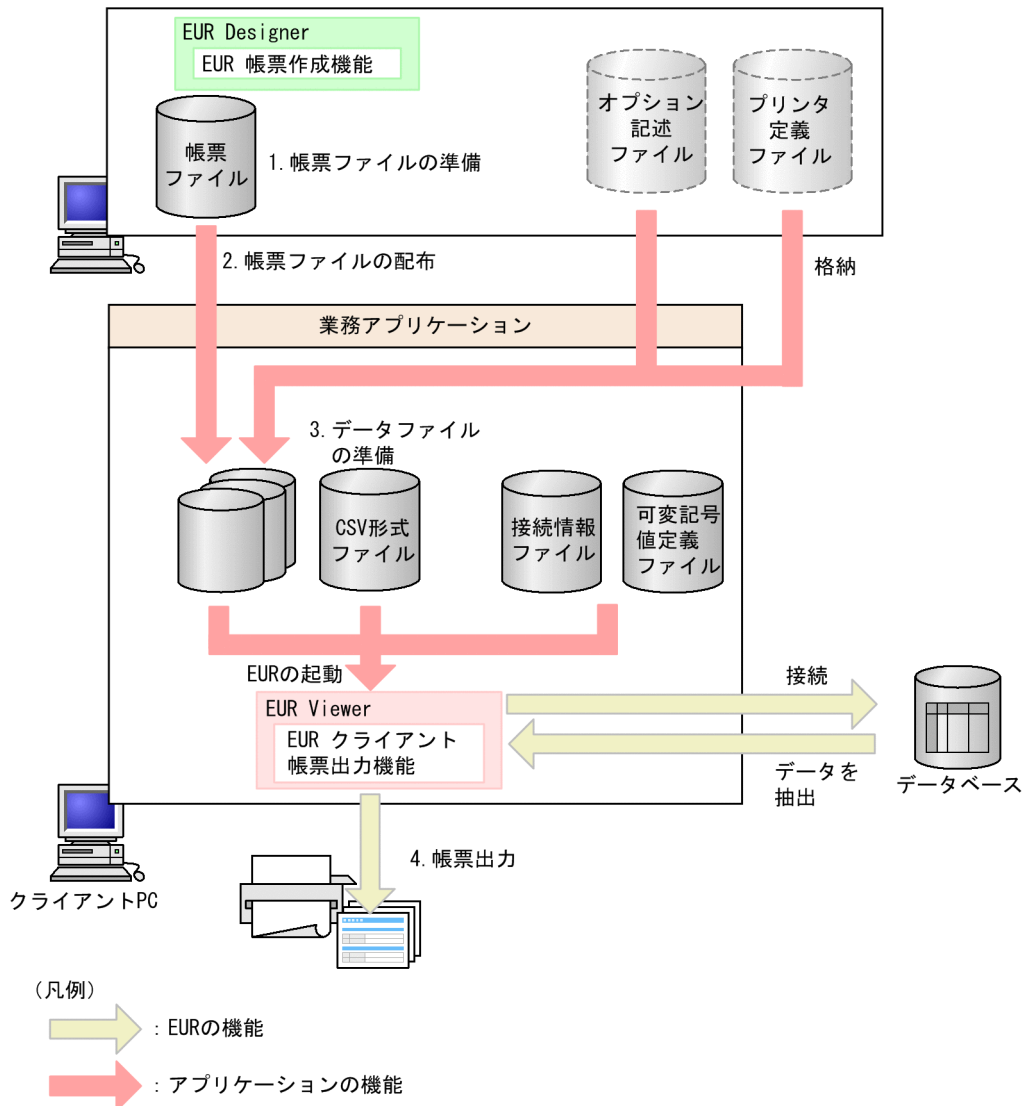 EUR Designer
EUR 帳票作成機能
帳票
ファイル
1.帳票ファイルの準備
オプション
記述
ファイル
プリンタ
定義
ファイル
2.帳票ファイルの配布
格納
業務アプリケーション
3.データファイル
の準備
CSV形式
ファイル
接続情報
ファイル
可変記号
値定義
ファイル
EURの起動
EUR Viewer
EUR クライアント
帳票出力機能
接続
データを
抽出
データベース
4.帳票出力
クライアントPC
(凡例)
:EURの機能
:アプリケーションの機能